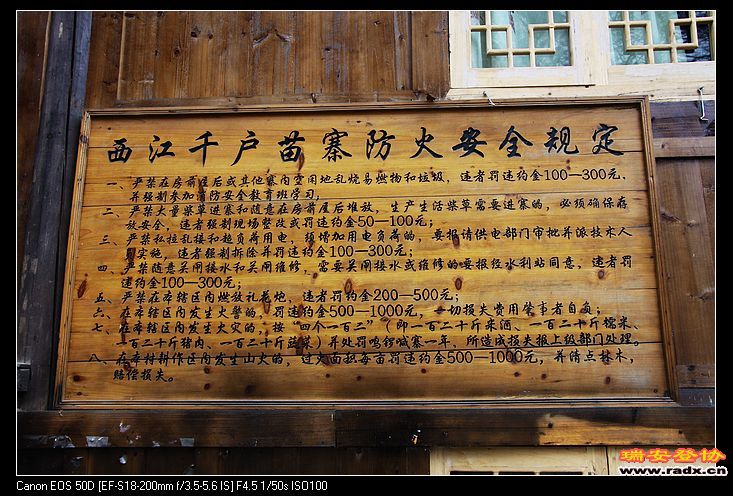 西江千户苗寨防火安全规定
一、严禁在房前屋后或其他寨内空闲地乱烧易燃物和垃圾，违者罚违约金100—300元，
并强制参加消防安全教育班学习；
二、严禁大量柴草进寨和随意在房前屋后堆放，生产生活柴草需要进寨的，必须确保存
放安全，违者强制现场整改或罚违约金50—100元；
三、严禁私拉乱接和超负荷用电，须增加用电负荷的，要报请供电部门审批并派技术人
员实施，违者强制拆除并罚违约金100—300元；
四、严禁随意关闸接水和关闸维修，需要关闸接水或维修的要报经水利站同意，违者罚
违约金100—300元；
五、严禁在本辖区内燃放礼花炮，违者罚违约金200—500元；
六、在本辖区内发生火警的，罚违约金500—1000元，一切损失费用肇事者自负；
七、在本辖区内发生火灾的，按“四个一百二”（即一百二十斤米酒、一百二十斤糯米、
一百二十斤猪肉、一百二十斤蔬菜）并处罚鸣锣喊寨一年，所造成损失报上级部门处理。
八、在本村耕作区内发生山火的，过火面积每亩罚违约金500—1000元，并清点林木，
赔偿损失。
瑞安登协
www.radx.cn
Canon EOS 50D [EF-S18-200mm f/3.5-5.6 IS] F4.5 1/50s ISO100